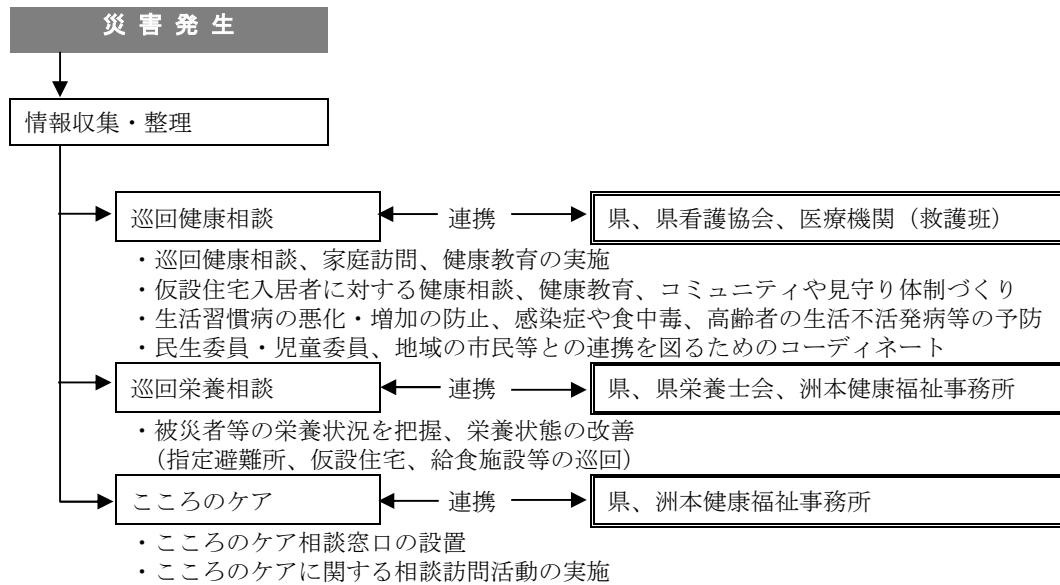 災 害 発 生
情報収集・整理
巡回健康相談 連携 県、県看護協会、医療機関（救護班）
・巡回健康相談、家庭訪問、健康教育の実施
・仮設住宅入居者に対する健康相談、健康教育、コミュニティや見守り体制づくり
・生活習慣病の悪化・増加の防止、感染症や食中毒、高齢者の生活不活発病等の予防
・民生委員・児童委員、地域の市民等との連携を図るためのコーディネート
巡回栄養相談 連携 県、県栄養士会、洲本健康福祉事務所
・被災者等の栄養状況を把握、栄養状態の改善
（指定避難所、仮設住宅、給食施設等の巡回）
こころのケア 連携 県、洲本健康福祉事務所
・こころのケア相談窓口の設置
・こころのケアに関する相談訪問活動の実施